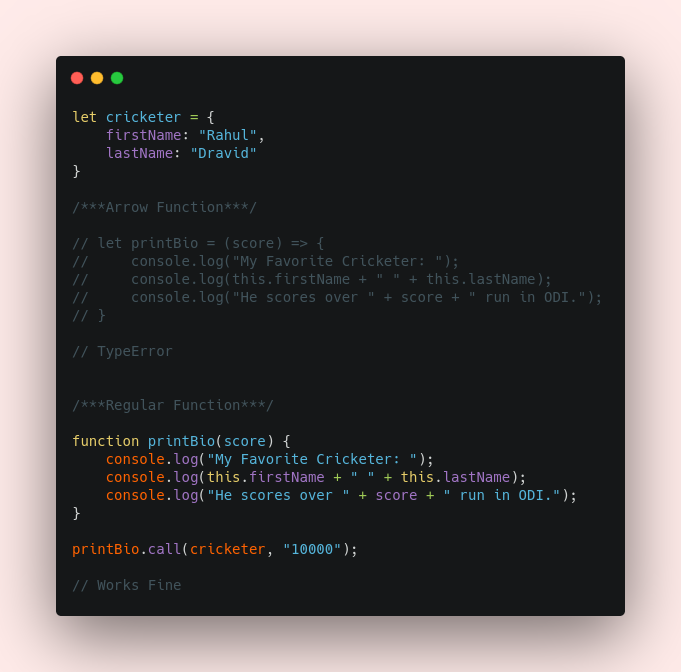 let cricketer = {
    firstName: "Rahul",
    lastName: "Dravid"
}

/***Arrow Function***/

// let printBio = (score) => {
//     console.log("My Favorite Cricketer: ");
//     console.log(this.firstName + " " + this.lastName);
//     console.log("He scores over " + score + " run in ODI.");
// }

// TypeError


/***Regular Function***/

function printBio(score) {
    console.log("My Favorite Cricketer: ");
    console.log(this.firstName + " " + this.lastName);
    console.log("He scores over " + score + " run in ODI.");
}

printBio.call(cricketer, "10000");

// Works Fine